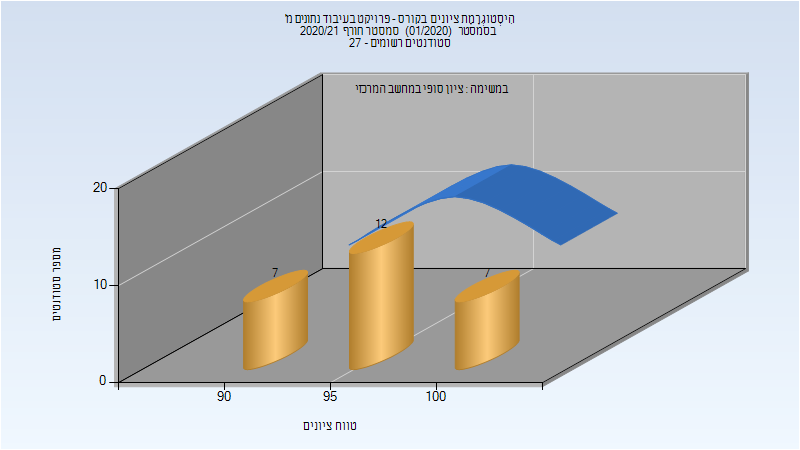 היסטוגרמת ציונים בקורס - פרויקט בעיבוד נתונים מ'
בסמסטר (01/2020) סמסטר חורף 2020/21
סטודנטים רשומים - 27
במשימה : ציון סופי במחשב המרכזי
20
10
0
מספר סטודנטים
7
12
7
90
95
100
טווח ציונים